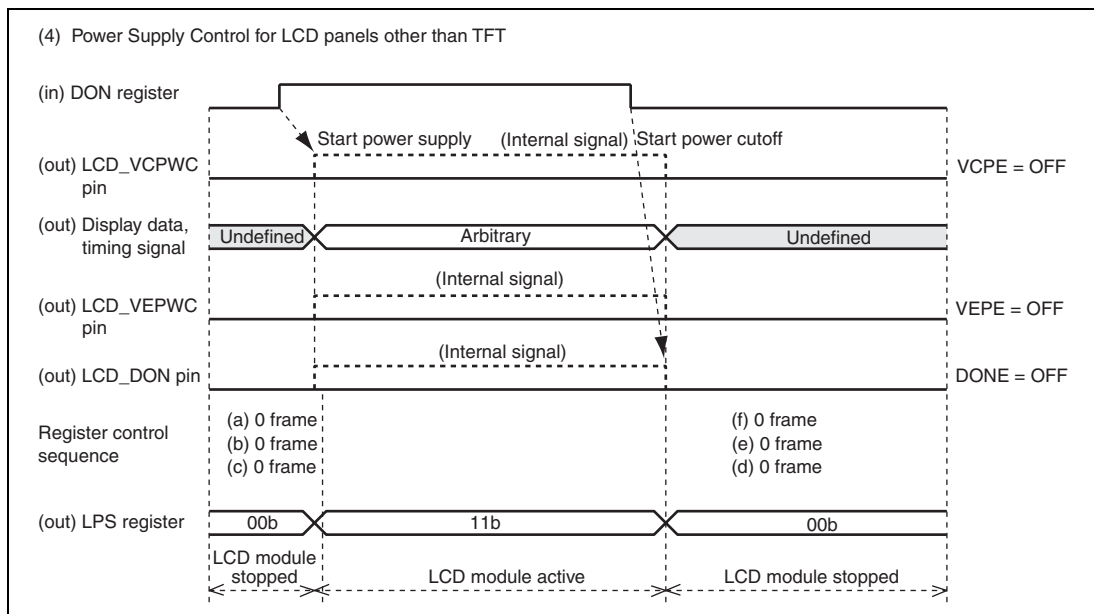 (4) Power Supply Control for LCD panels other than TFT
(in) DON register
Start power supply
(Internal signal)
Start power cutoff
(out) LCD_VCPWC
pin
VCPE = OFF
(out) Display data,
timing signal
Undefined
Arbitrary
Undefined
(Internal signal)
(out) LCD_VEPWC
pin
VEPE = OFF
(Internal signal)
(out) LCD_DON pin
DONE = OFF
Register control
sequence
(a) 0 frame
(b) 0 frame
(c) 0 frame
(f) 0 frame
(e) 0 frame
(d) 0 frame
(out) LPS register
00b
11b
00b
LCD module
stopped
LCD module active
LCD module stopped